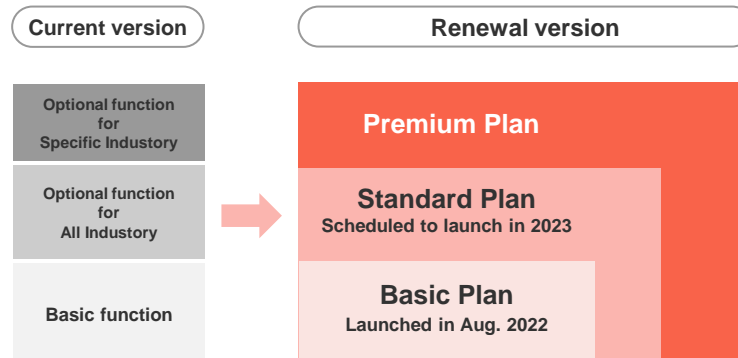 Current version
Renewal version
Optional function
for
Specific Industory
Premium Plan
Optional function
for
All Industory
Standard Plan
Scheduled to launch in 2023
Basic function
Basic Plan
Launched in Aug. 2022